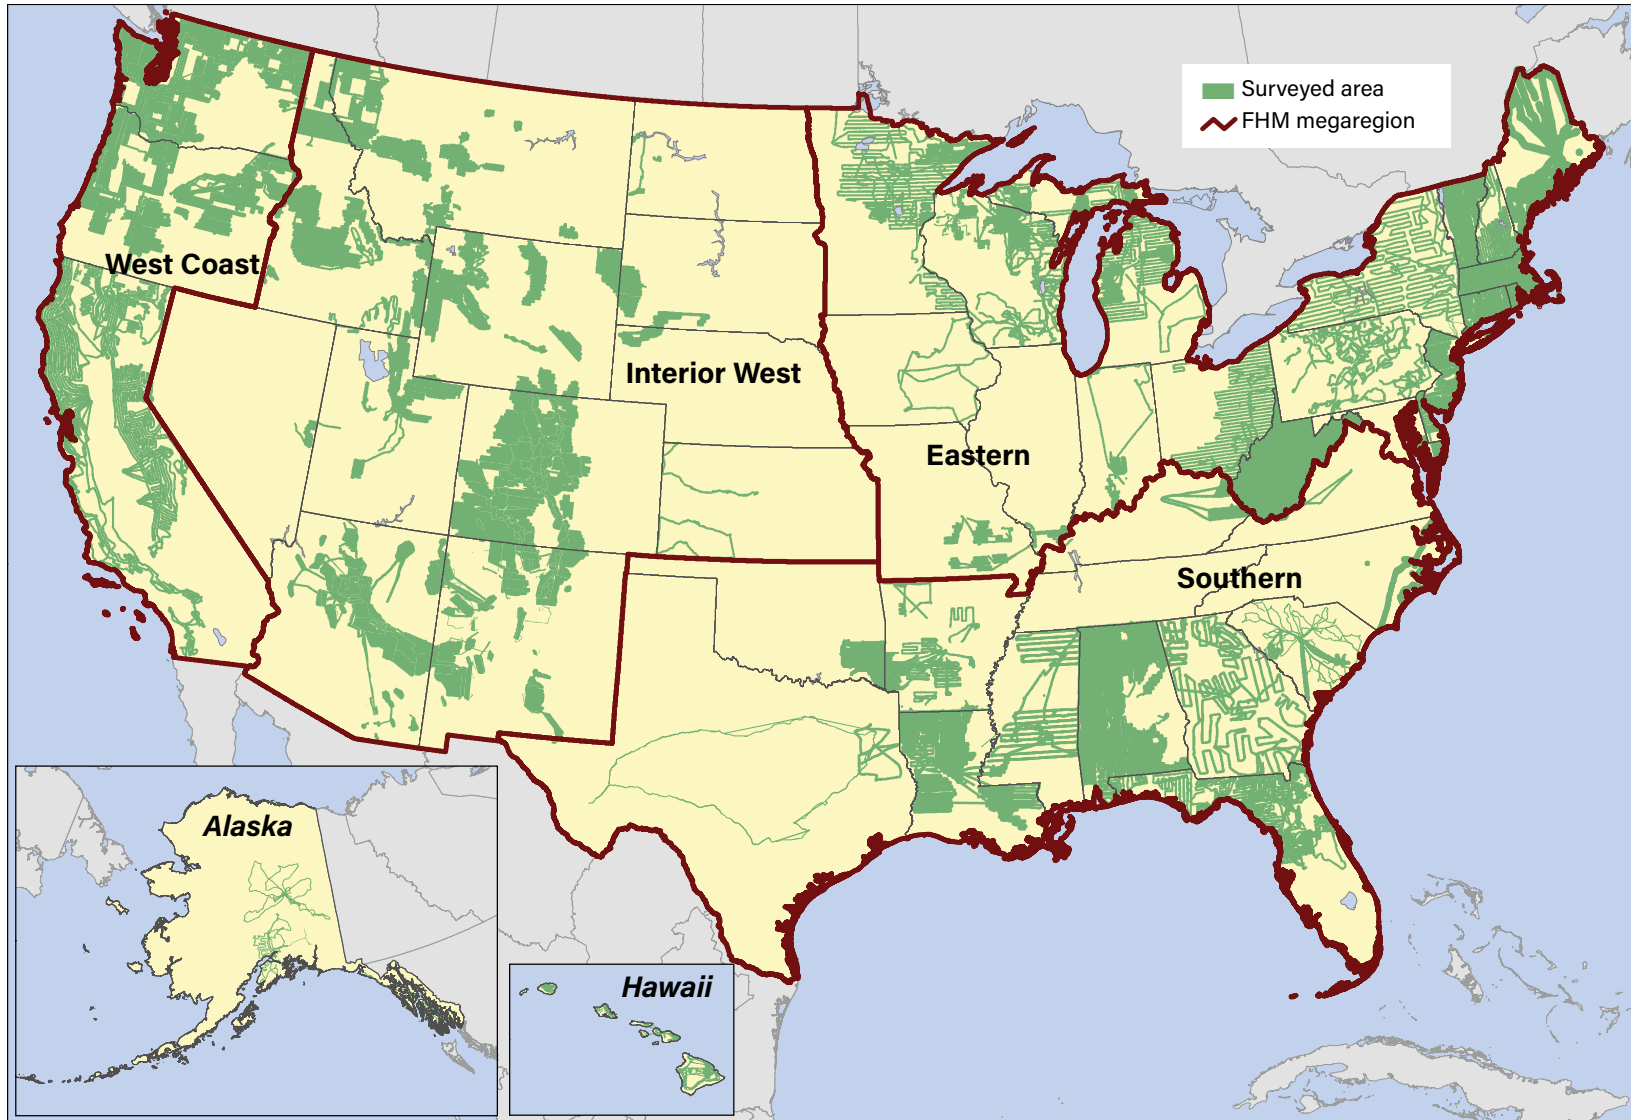 Surveyed area
FHM megaregion
West Coast
Interior West
Eastern
Southern
Alaska
Hawaii